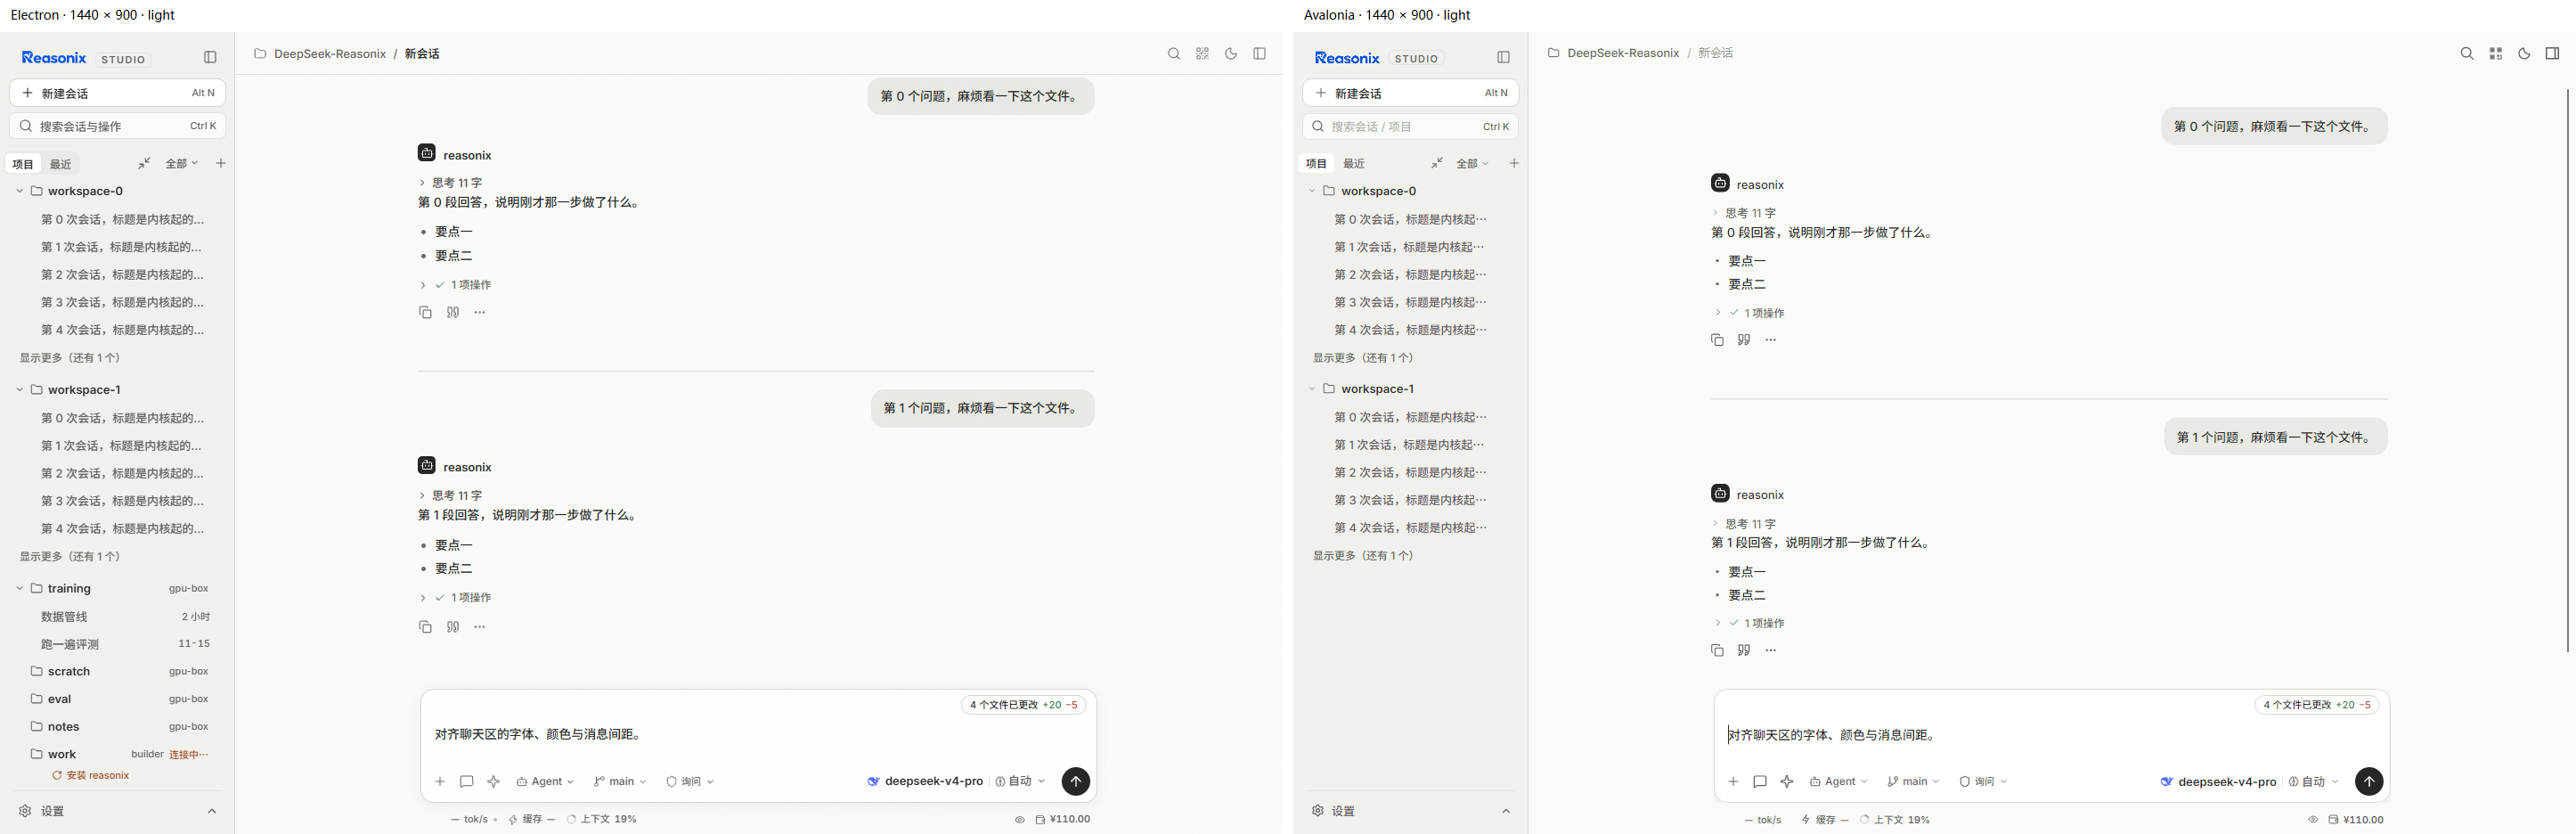 Electron · 1440 × 900 · light
Reasonix STUDIO
新建会话 Alt N
搜索会话与操作 Ctrl K
项目 最近 全部
workspace-0
第 0 次会话，标题是内核起的...
第 1 次会话，标题是内核起的...
第 2 次会话，标题是内核起的...
第 3 次会话，标题是内核起的...
第 4 次会话，标题是内核起的...
显示更多（还有 1 个）
workspace-1
第 0 次会话，标题是内核起的...
第 1 次会话，标题是内核起的...
第 2 次会话，标题是内核起的...
第 3 次会话，标题是内核起的...
第 4 次会话，标题是内核起的...
显示更多（还有 1 个）
training gpu-box
数据管线 2 小时
跑一遍评测 11-15
scratch gpu-box
eval gpu-box
notes gpu-box
work builder 连接中…
安装 reasonix
设置
DeepSeek-Reasonix / 新会话
第 0 个问题，麻烦看一下这个文件。
reasonix
思考 11 字
第 0 段回答，说明刚才那一步做了什么。
• 要点一
• 要点二
1 项操作
第 1 个问题，麻烦看一下这个文件。
reasonix
思考 11 字
第 1 段回答，说明刚才那一步做了什么。
• 要点一
• 要点二
1 项操作
4 个文件已更改 +20 −5
对齐聊天区的字体、颜色与消息间距。
Agent main 询问 deepseek-v4-pro 自动
— tok/s 缓存 — 上下文 19% ¥110.00
Avalonia · 1440 × 900 · light
Reasonix STUDIO
新建会话 Alt N
搜索会话 / 项目 Ctrl K
项目 最近 全部
workspace-0
第 0 次会话，标题是内核起…
第 1 次会话，标题是内核起…
第 2 次会话，标题是内核起…
第 3 次会话，标题是内核起…
第 4 次会话，标题是内核起…
显示更多（还有 1 个）
workspace-1
第 0 次会话，标题是内核起…
第 1 次会话，标题是内核起…
第 2 次会话，标题是内核起…
第 3 次会话，标题是内核起…
第 4 次会话，标题是内核起…
显示更多（还有 1 个）
设置
DeepSeek-Reasonix / 新会话
第 0 个问题，麻烦看一下这个文件。
reasonix
思考 11 字
第 0 段回答，说明刚才那一步做了什么。
• 要点一
• 要点二
1 项操作
第 1 个问题，麻烦看一下这个文件。
reasonix
思考 11 字
第 1 段回答，说明刚才那一步做了什么。
• 要点一
• 要点二
1 项操作
4 个文件已更改 +20 −5
对齐聊天区的字体、颜色与消息间距。
Agent main 询问 deepseek-v4-pro 自动
— tok/s 缓存 — 上下文 19% ¥110.00